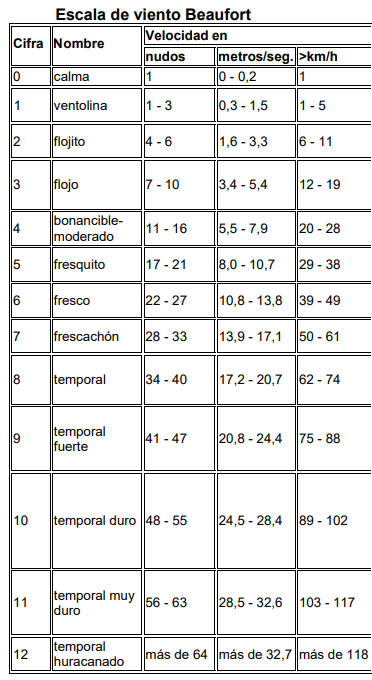 Escala de viento Beaufort
Cifra Nombre Velocidad en
nudos metros/seg. >km/h
0 calma 1 0 - 0,2 1
1 ventolina 1 - 3 0,3 - 1,5 1 - 5
2 flojito 4 - 6 1,6 - 3,3 6 - 11
3 flojo 7 - 10 3,4 - 5,4 12 - 19
4 bonancible-
moderado 11 - 16 5,5 - 7,9 20 - 28
5 fresquito 17 - 21 8,0 - 10,7 29 - 38
6 fresco 22 - 27 10,8 - 13,8 39 - 49
7 frescachón 28 - 33 13,9 - 17,1 50 - 61
8 temporal 34 - 40 17,2 - 20,7 62 - 74
9 temporal
fuerte 41 - 47 20,8 - 24,4 75 - 88
10 temporal duro 48 - 55 24,5 - 28,4 89 - 102
11 temporal muy
duro 56 - 63 28,5 - 32,6 103 - 117
12 temporal
huracanado más de 64 más de 32,7 más de 118